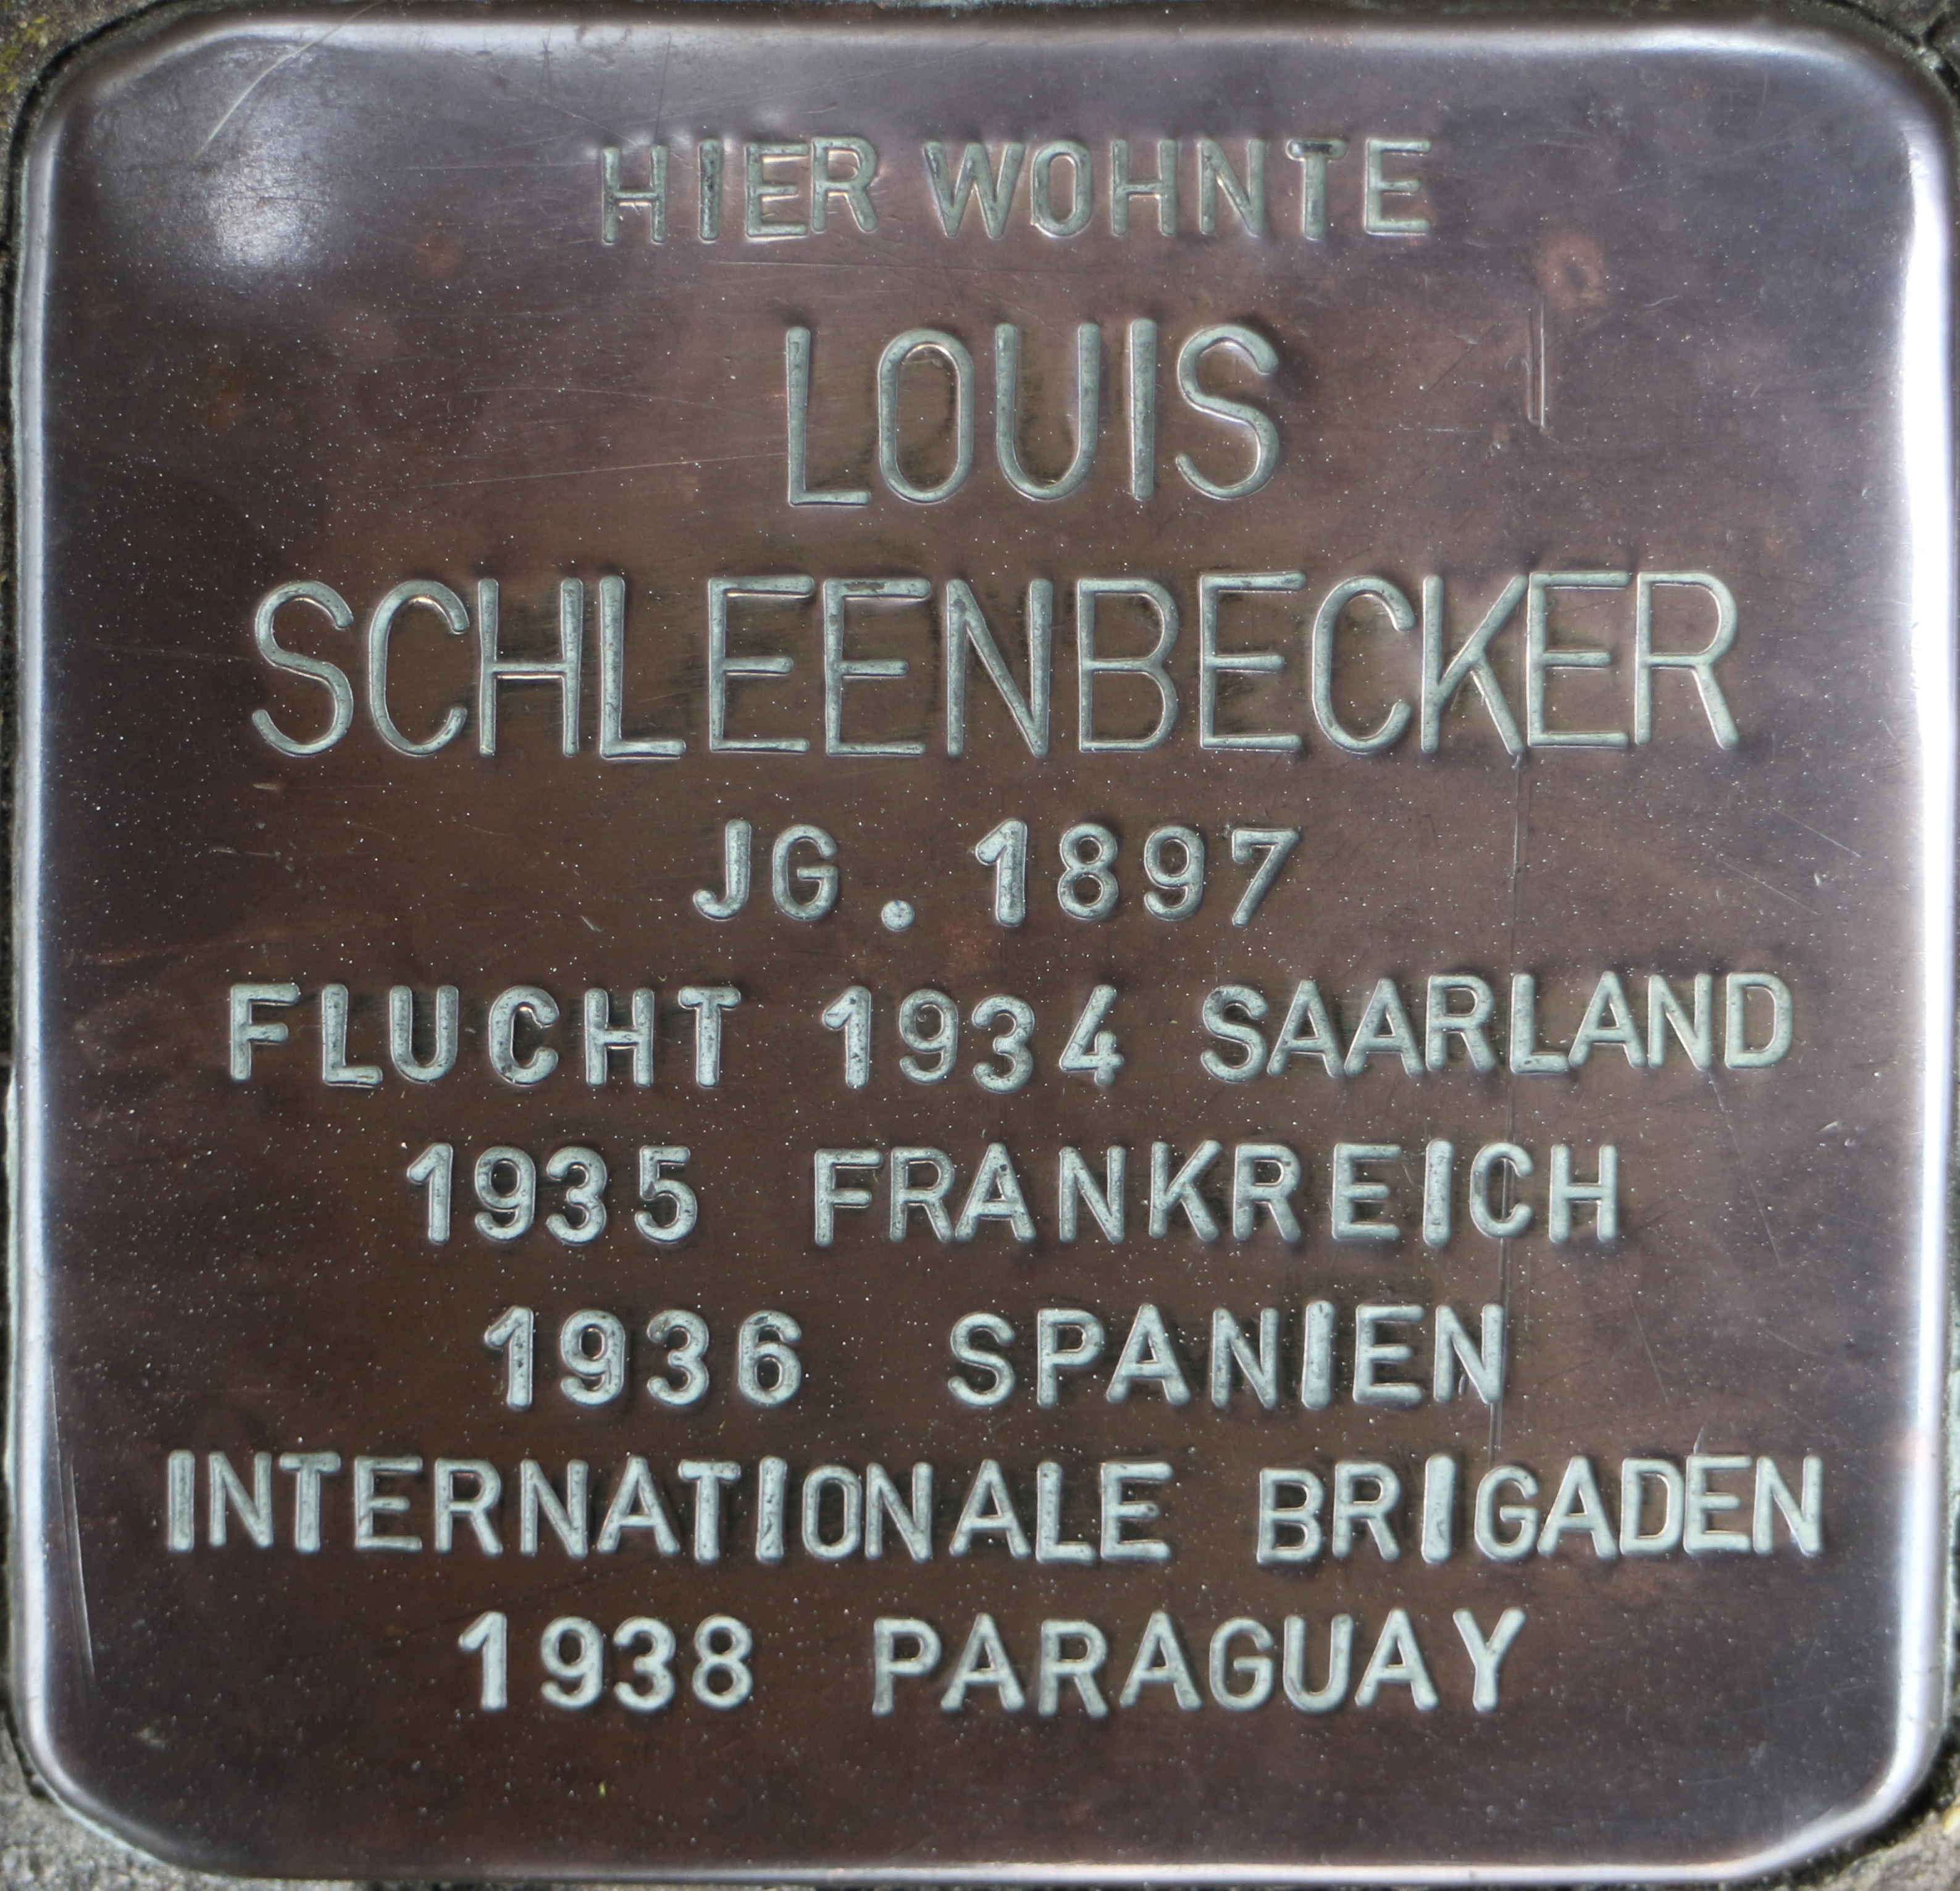 HIER WOHNTE
LOUIS
SCHLEENBECKER
JG. 1897
FLUCHT 1934 SAARLAND
1935 FRANKREICH
1936 SPANIEN
INTERNATIONALE BRIGADEN
1938 PARAGUAY